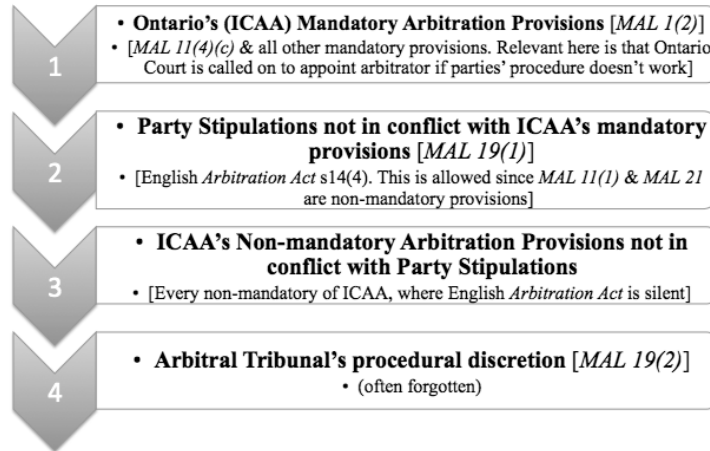 1
• Ontario's (ICAA) Mandatory Arbitration Provisions [MAL 1(2)]
• [MAL 11(4)(c) & all other mandatory provisions. Relevant here is that Ontario
Court is called on to appoint arbitrator if parties' procedure doesn't work]
2
• Party Stipulations not in conflict with ICAA's mandatory
provisions [MAL 19(1)]
• [English Arbitration Act s14(4). This is allowed since MAL 11(1) & MAL 21
are non-mandatory provisions]
3
• ICAA's Non-mandatory Arbitration Provisions not in
conflict with Party Stipulations
• [Every non-mandatory of ICAA, where English Arbitration Act is silent]
4
• Arbitral Tribunal's procedural discretion [MAL 19(2)]
• (often forgotten)